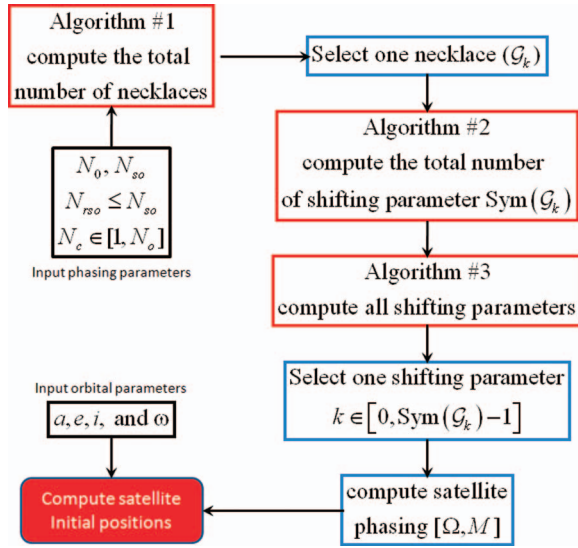 Algorithm #1
compute the total
number of necklaces
Select one necklace (𝒢ₖ)
Algorithm #2
compute the total number
of shifting parameter Sym(𝒢ₖ)
N₀, Nₛₒ
Nᵣₛₒ ≤ Nₛₒ
N_c ∈ [1, Nₒ]
Input phasing parameters
Algorithm #3
compute all shifting parameters
Select one shifting parameter
k ∈ [0, Sym(𝒢ₖ) − 1]
Input orbital parameters
a, e, i, and ω
compute satellite
phasing [Ω, M]
Compute satellite
Initial positions